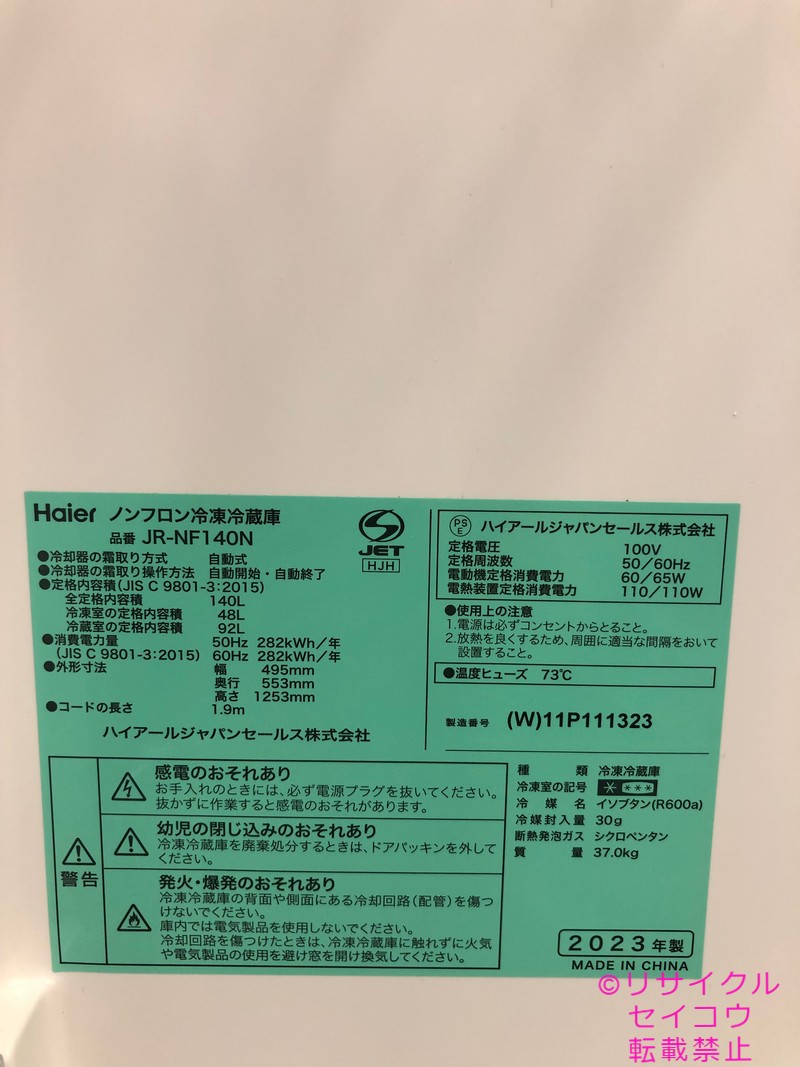 Haier ノンフロン冷凍冷蔵庫
品番 JR-NF140N
●冷却器の霜取り方式 自動式
●冷却器の霜取り操作方法 自動開始・自動終了
●定格内容積(JIS C 9801-3:2015)
全定格内容積 140L
冷凍室の定格内容積 48L
冷蔵室の定格内容積 92L
●消費電力量 50Hz 282kWh/年
(JIS C 9801-3:2015) 60Hz 282kWh/年
●外形寸法 幅 495mm
奥行 553mm
高さ 1253mm
●コードの長さ 1.9m
ハイアールジャパンセールス株式会社
S
JET
HJH
PSE ハイアールジャパンセールス株式会社
定格電圧 100V
定格周波数 50/60Hz
電動機定格消費電力 60/65W
電熱装置定格消費電力 110/110W
●使用上の注意
1.電源は必ずコンセントからとること。
2.放熱を良くするため、周囲に適当な間隔をおいて
設置すること。
●温度ヒューズ 73℃
製造番号 (W)11P111323
警告
感電のおそれあり
お手入れのときには、必ず電源プラグを抜いてください。
抜かずに作業すると感電のおそれがあります。
幼児の閉じ込みのおそれあり
冷凍冷蔵庫を廃棄処分するときは、ドアパッキンを外して
ください。
発火・爆発のおそれあり
冷凍冷蔵庫の背面や側面にある冷却回路(配管)を傷つ
けないでください。
庫内では電気製品を使用しないでください。
冷却回路を傷つけたときは、冷凍冷蔵庫に触れずに火気
や電気製品の使用を避け窓を開け換気してください。
種類 冷凍冷蔵庫
冷凍室の記号 * ***
冷媒名 イソブタン(R600a)
冷媒封入量 30g
断熱発泡ガス シクロペンタン
質量 37.0kg
2023年製
MADE IN CHINA
©リサイクル
セイコウ
転載禁止